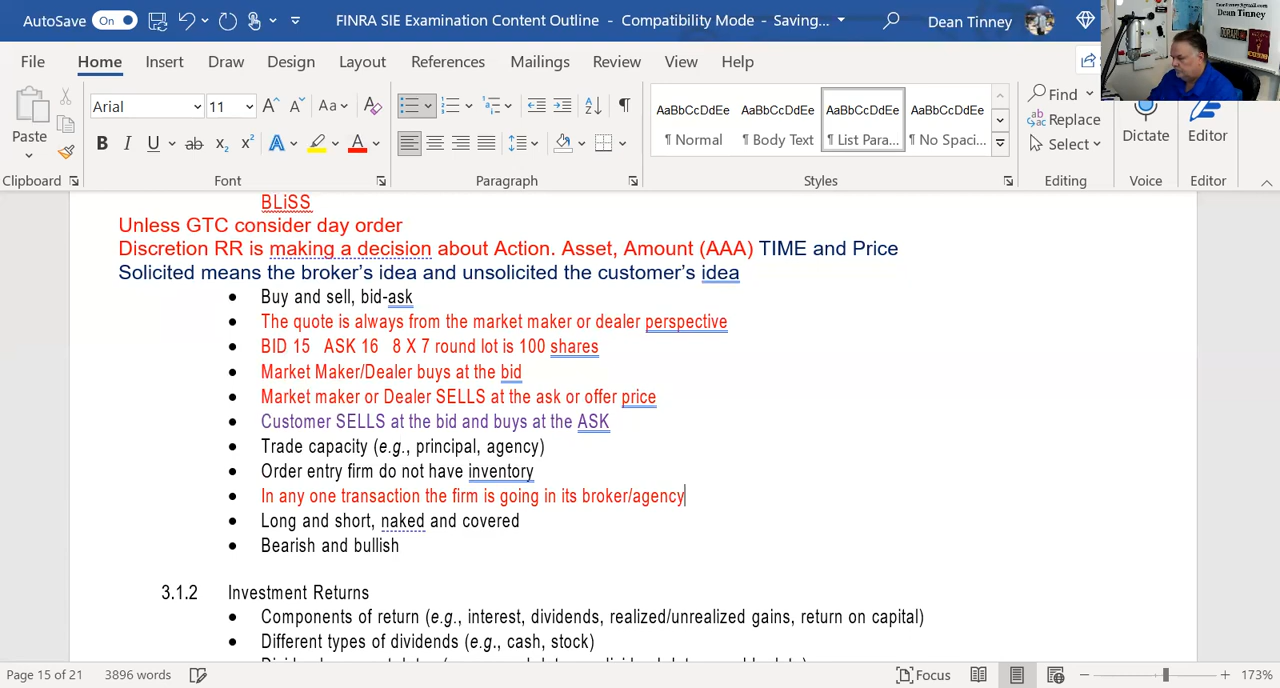 AutoSave On FINRA SIE Examination Content Outline - Compatibility Mode - Saving... Dean Tinney
Dean Tinney
File Home Insert Draw Design Layout References Mailings Review View Help
Paste
Clipboard
Arial 11 A A Aa A
B I U ab x2 x2 A A
Font
Paragraph
AaBbCcDdEe AaBbCcDdEe AaBbCcDdEe AaBbCcDdEe
¶ Normal ¶ Body Text ¶ List Para... ¶ No Spaci...
Styles
Find
Replace
Select
Editing
Dictate
Voice
Editor
Editor
BLiSS
Unless GTC consider day order
Discretion RR is making a decision about Action. Asset, Amount (AAA) TIME and Price
Solicited means the broker's idea and unsolicited the customer's idea
• Buy and sell, bid-ask
• The quote is always from the market maker or dealer perspective
• BID 15 ASK 16 8 X 7 round lot is 100 shares
• Market Maker/Dealer buys at the bid
• Market maker or Dealer SELLS at the ask or offer price
• Customer SELLS at the bid and buys at the ASK
• Trade capacity (e.g., principal, agency)
• Order entry firm do not have inventory
• In any one transaction the firm is going in its broker/agency
• Long and short, naked and covered
• Bearish and bullish
3.1.2 Investment Returns
• Components of return (e.g., interest, dividends, realized/unrealized gains, return on capital)
• Different types of dividends (e.g., cash, stock)
Page 15 of 21 3896 words Focus 173%